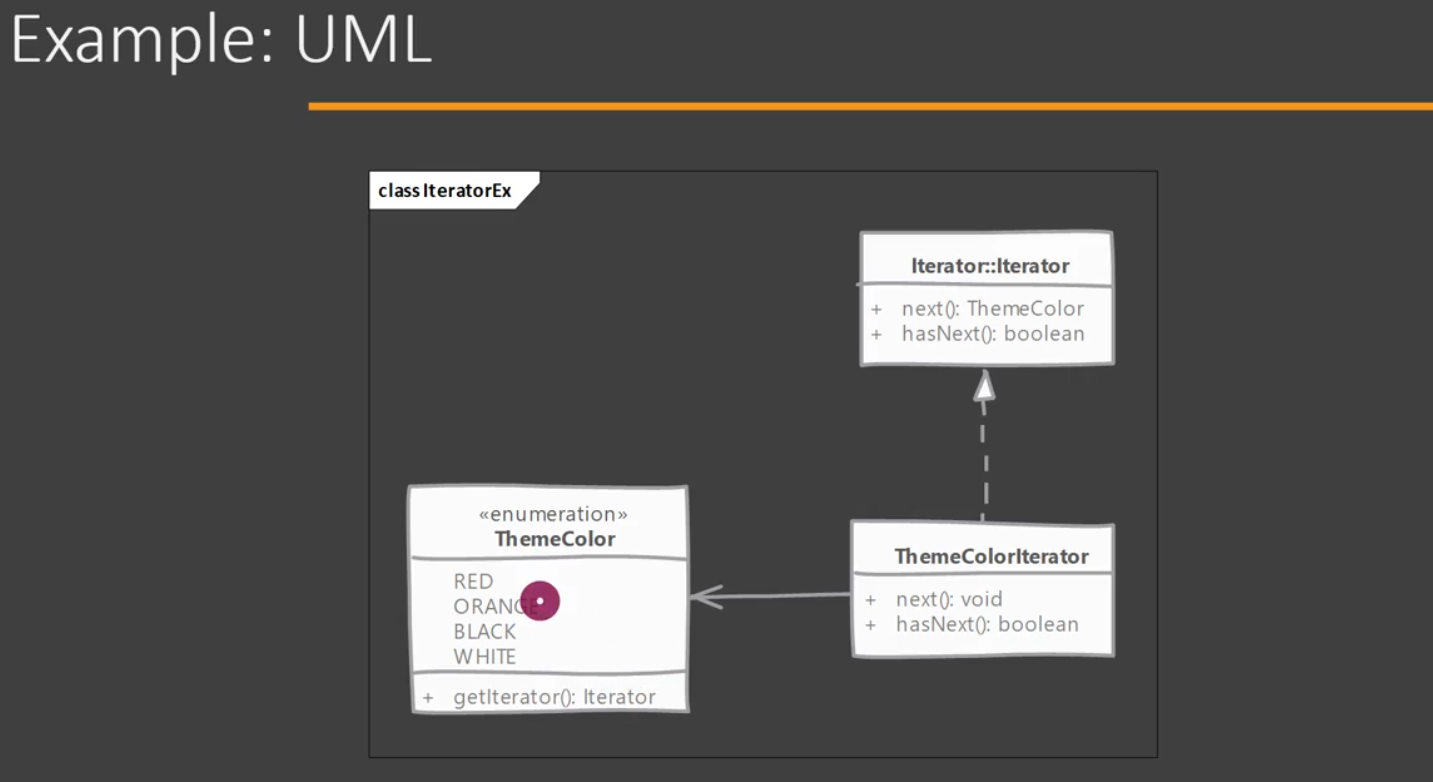 Example: UML
class IteratorEx
Iterator::Iterator
+ next(): ThemeColor
+ hasNext(): boolean
«enumeration»
ThemeColor
RED
ORANGE
BLACK
WHITE
+ getIterator(): Iterator
ThemeColorIterator
+ next(): void
+ hasNext(): boolean